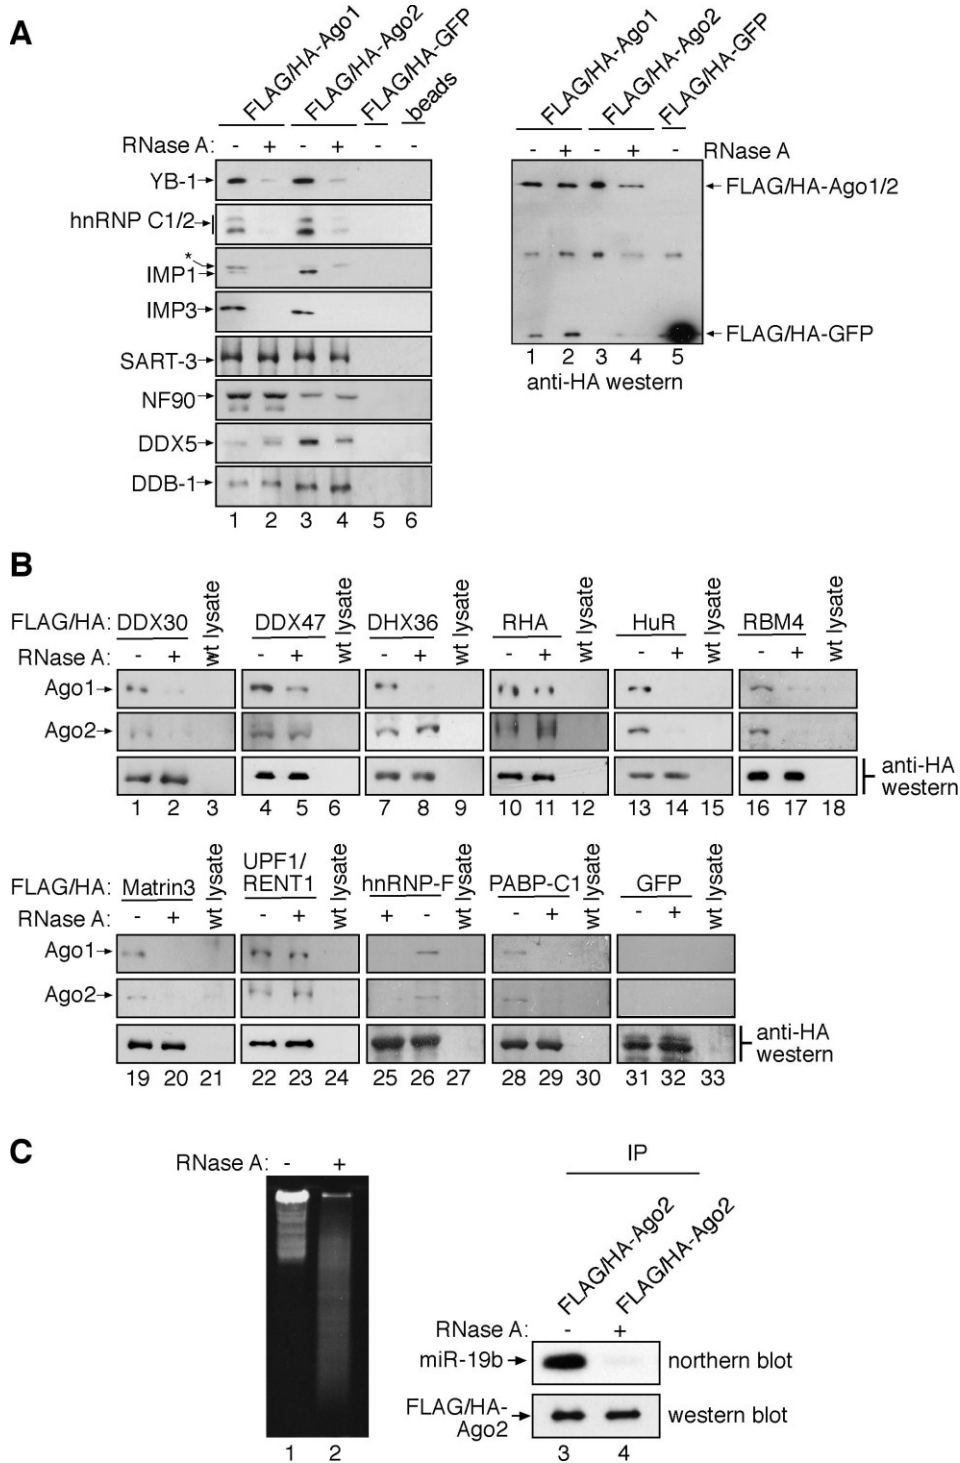 A
FLAG/HA-Ago1
FLAG/HA-Ago2
FLAG/HA-GFP
beads
RNase A: - + - + - -
YB-1
hnRNP C1/2
*
IMP1
IMP3
SART-3
NF90
DDX5
DDB-1
1 2 3 4 5 6
FLAG/HA-Ago1
FLAG/HA-Ago2
FLAG/HA-GFP
- + - + - RNase A
FLAG/HA-Ago1/2
FLAG/HA-GFP
1 2 3 4 5
anti-HA western
B
FLAG/HA: DDX30 wt lysate DDX47 wt lysate DHX36 wt lysate RHA wt lysate HuR wt lysate RBM4 wt lysate
RNase A: - + - + - + - + - + - +
Ago1
Ago2
anti-HA
western
1 2 3 4 5 6 7 8 9 10 11 12 13 14 15 16 17 18
FLAG/HA: Matrin3 wt lysate UPF1/
RENT1 wt lysate hnRNP-F wt lysate PABP-C1 wt lysate GFP wt lysate
RNase A: - + - + + - - + - +
Ago1
Ago2
anti-HA
western
19 20 21 22 23 24 25 26 27 28 29 30 31 32 33
C
RNase A: - +
1 2
IP
FLAG/HA-Ago2
FLAG/HA-Ago2
RNase A: - +
miR-19b
northern blot
FLAG/HA-
Ago2
western blot
3 4